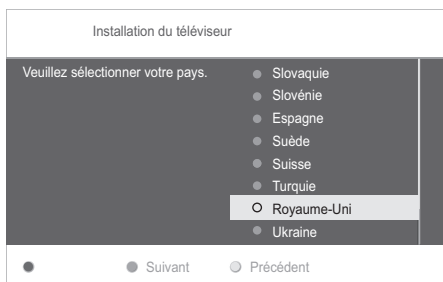 Installation du téléviseur
Veuillez sélectionner votre pays.
Slovaquie
Slovénie
Espagne
Suède
Suisse
Turquie
Royaume-Uni
Ukraine
Suivant
Précédent